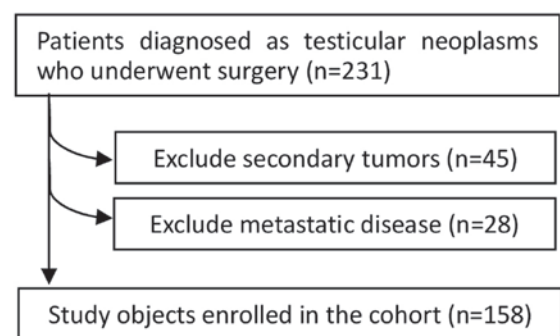 Patients diagnosed as testicular neoplasms
who underwent surgery (n=231)
Exclude secondary tumors (n=45)
Exclude metastatic disease (n=28)
Study objects enrolled in the cohort (n=158)